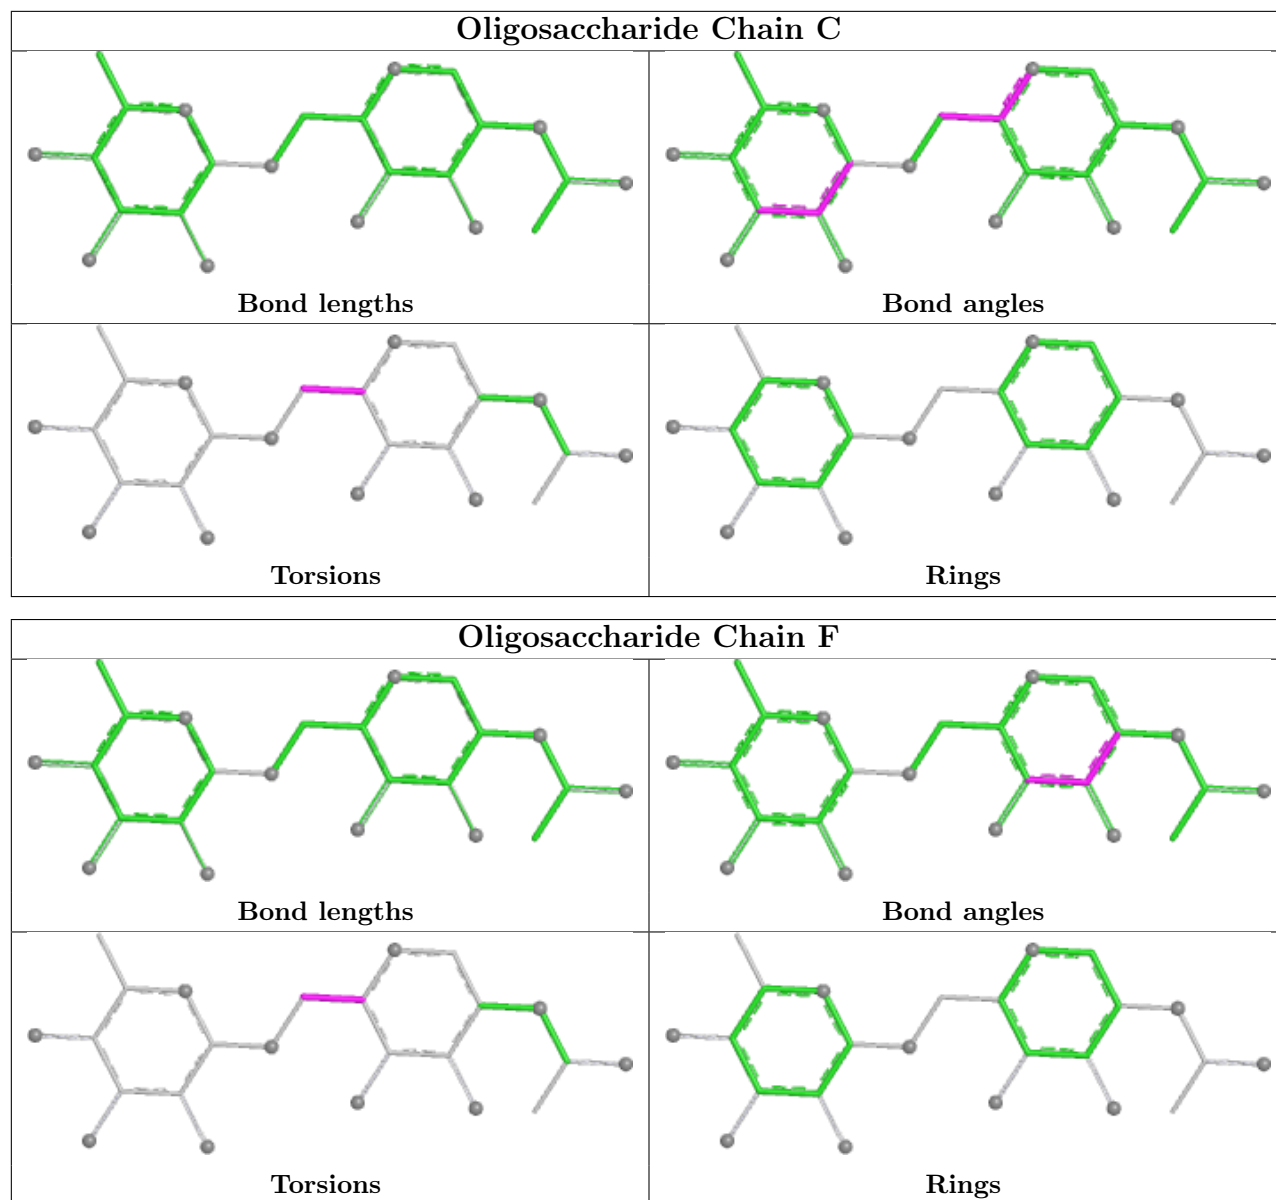 Oligosaccharide Chain C
Bond lengths
Bond angles
Torsions
Rings
Oligosaccharide Chain F
Bond lengths
Bond angles
Torsions
Rings